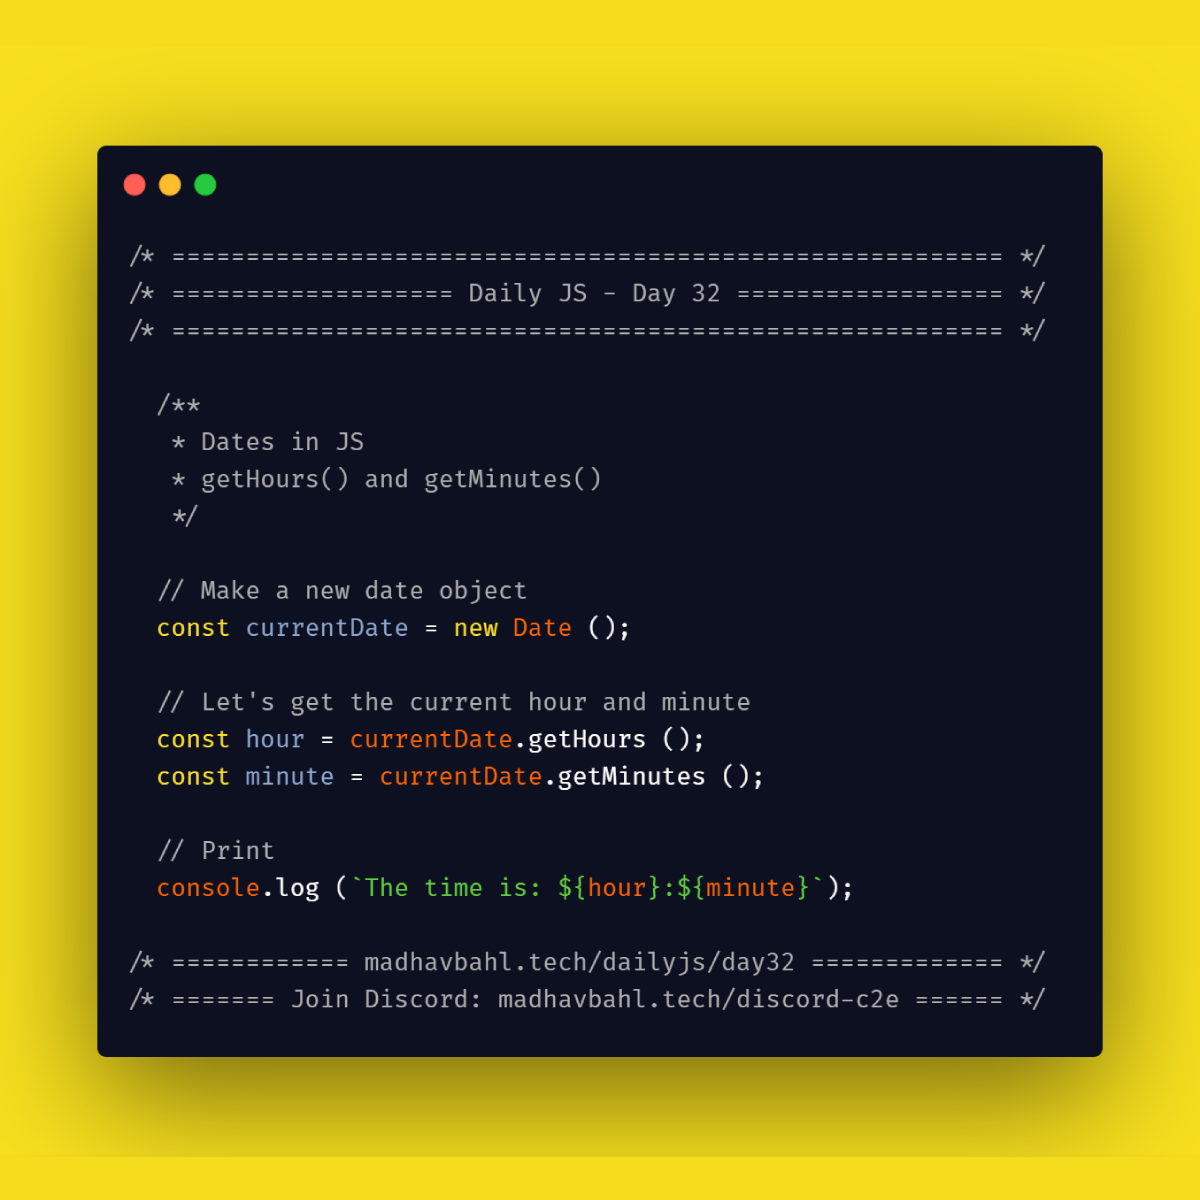 /* ======================================================== */
/* =================== Daily JS - Day 32 ================== */
/* ======================================================== */
/**
* Dates in JS
* getHours() and getMinutes()
*/
// Make a new date object
const currentDate = new Date ();
// Let's get the current hour and minute
const hour = currentDate.getHours ();
const minute = currentDate.getMinutes ();
// Print
console.log (`The time is: ${hour}:${minute}`);
/* ============ madhavbahl.tech/dailyjs/day32 ============= */
/* ======= Join Discord: madhavbahl.tech/discord-c2e ====== */